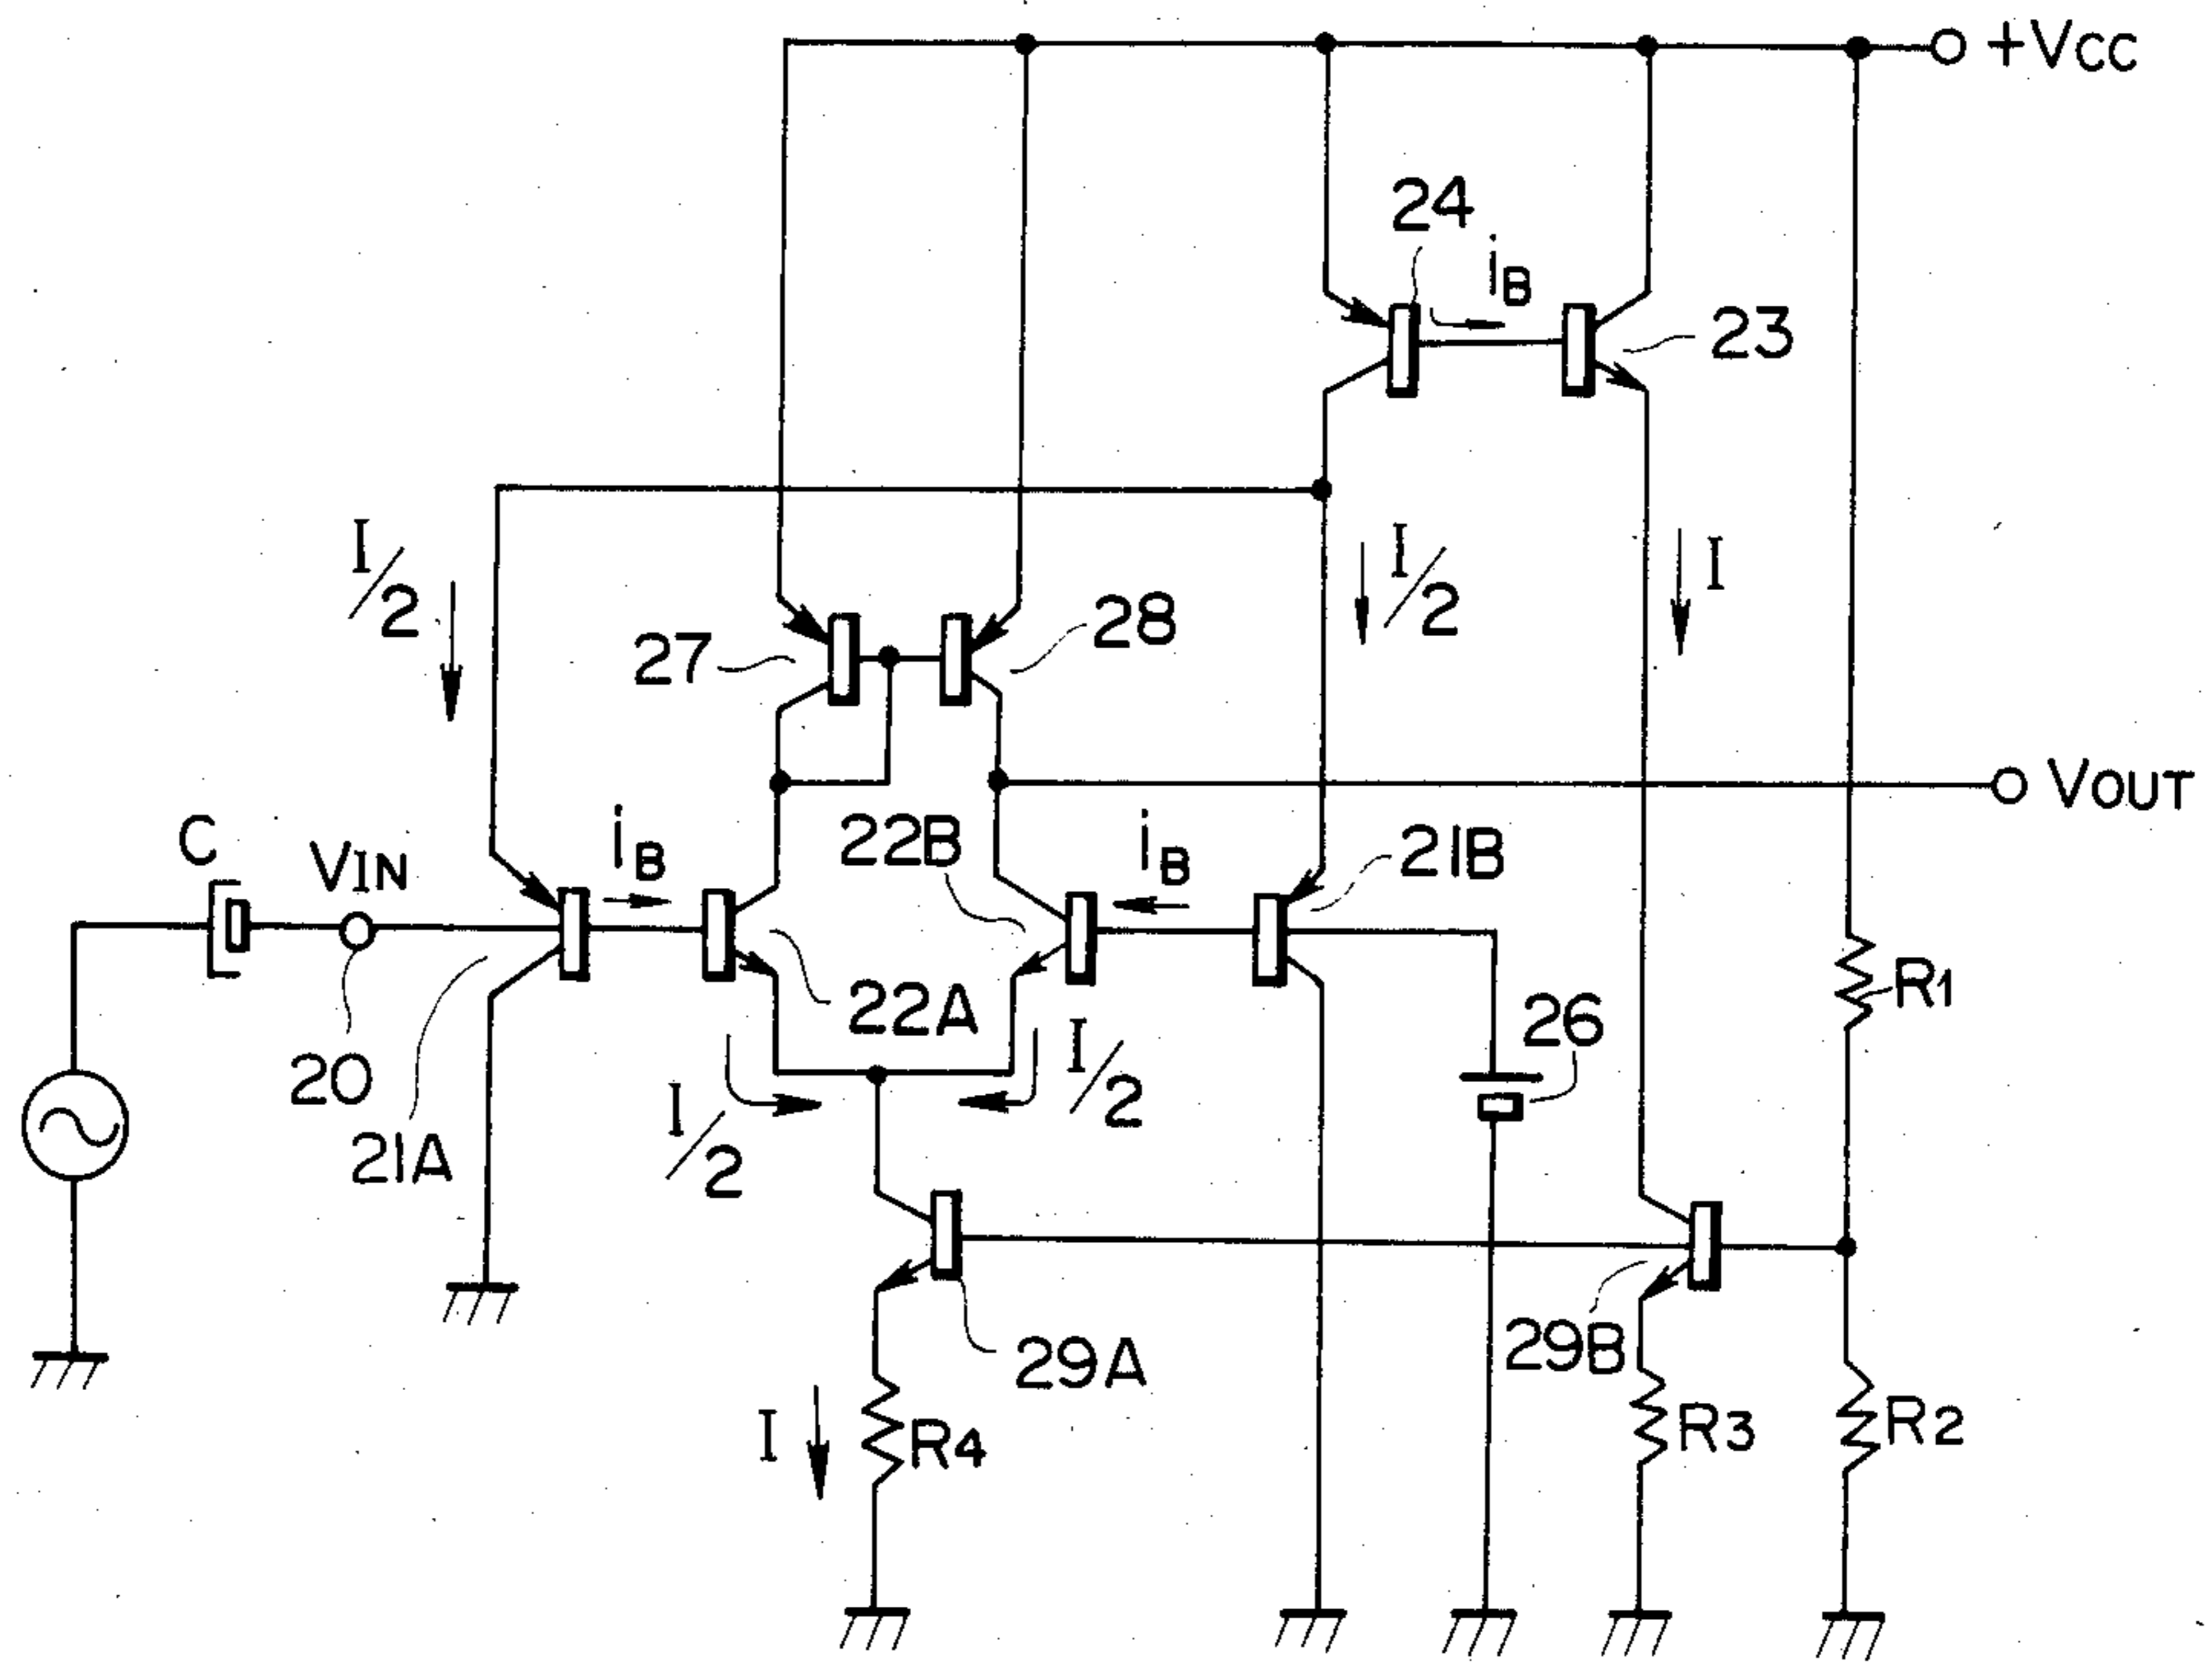 +VCC
24
iB
23
I/2
I/2
I
27
28
VOUT
C
VIN
iB
22B
iB
21B
R1
20
22A
26
21A
I/2
I/2
29A
29B
I
R4
R3
R2